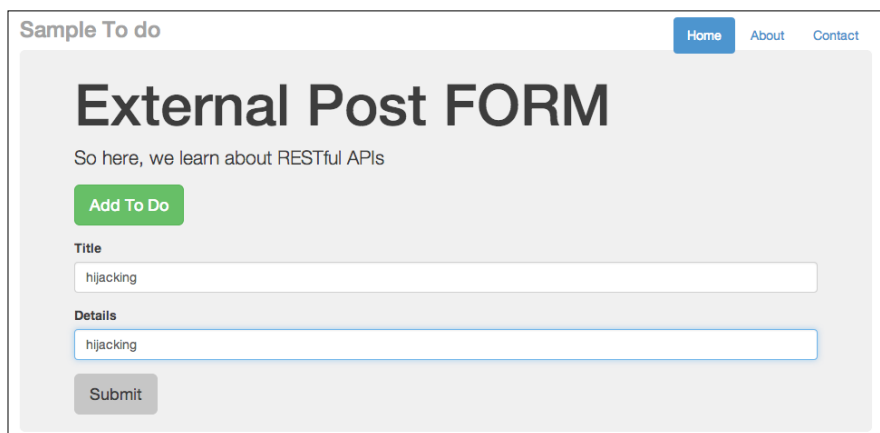 Sample To do
Home About Contact
External Post FORM
So here, we learn about RESTful APIs
Add To Do
Title
hijacking
Details
hijacking
Submit